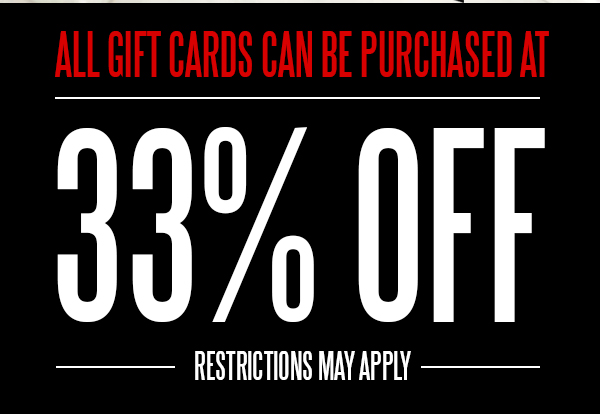 ALL GIFT CARDS CAN BE PURCHASED AT
33% OFF
RESTRICTIONS MAY APPLY